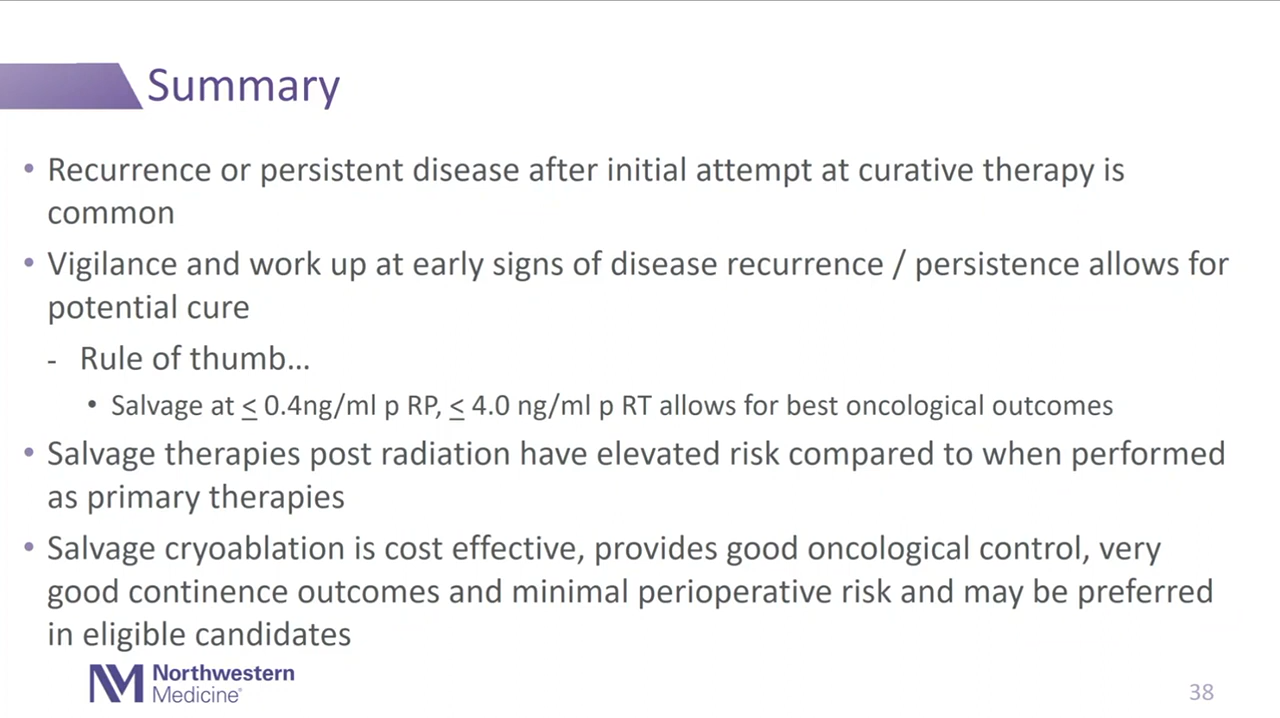 Summary
• Recurrence or persistent disease after initial attempt at curative therapy is
common
• Vigilance and work up at early signs of disease recurrence / persistence allows for
potential cure
- Rule of thumb...
• Salvage at ≤ 0.4ng/ml p RP, ≤ 4.0 ng/ml p RT allows for best oncological outcomes
• Salvage therapies post radiation have elevated risk compared to when performed
as primary therapies
• Salvage cryoablation is cost effective, provides good oncological control, very
good continence outcomes and minimal perioperative risk and may be preferred
in eligible candidates
Northwestern
Medicine®
38